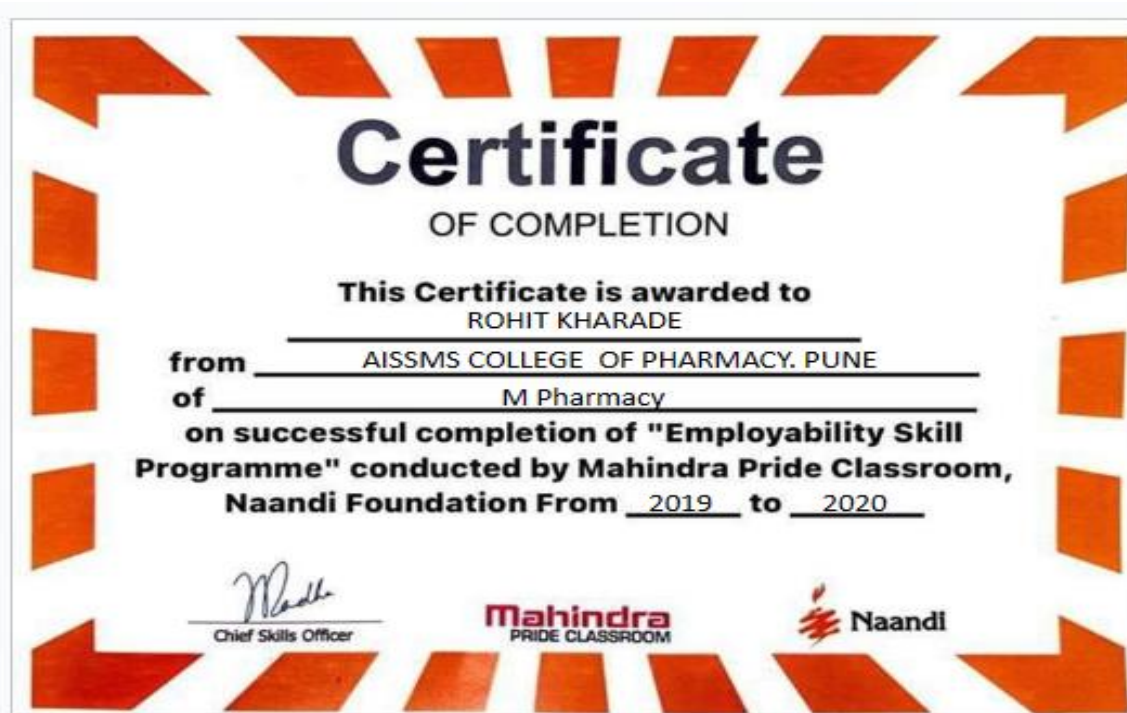 Certificate
OF COMPLETION
This Certificate is awarded to
ROHIT KHARADE
from AISSMS COLLEGE OF PHARMACY. PUNE
of M Pharmacy
on successful completion of "Employability Skill
Programme" conducted by Mahindra Pride Classroom,
Naandi Foundation From 2019 to 2020
Chief Skills Officer
Mahindra
PRIDE CLASSROOM
Naandi